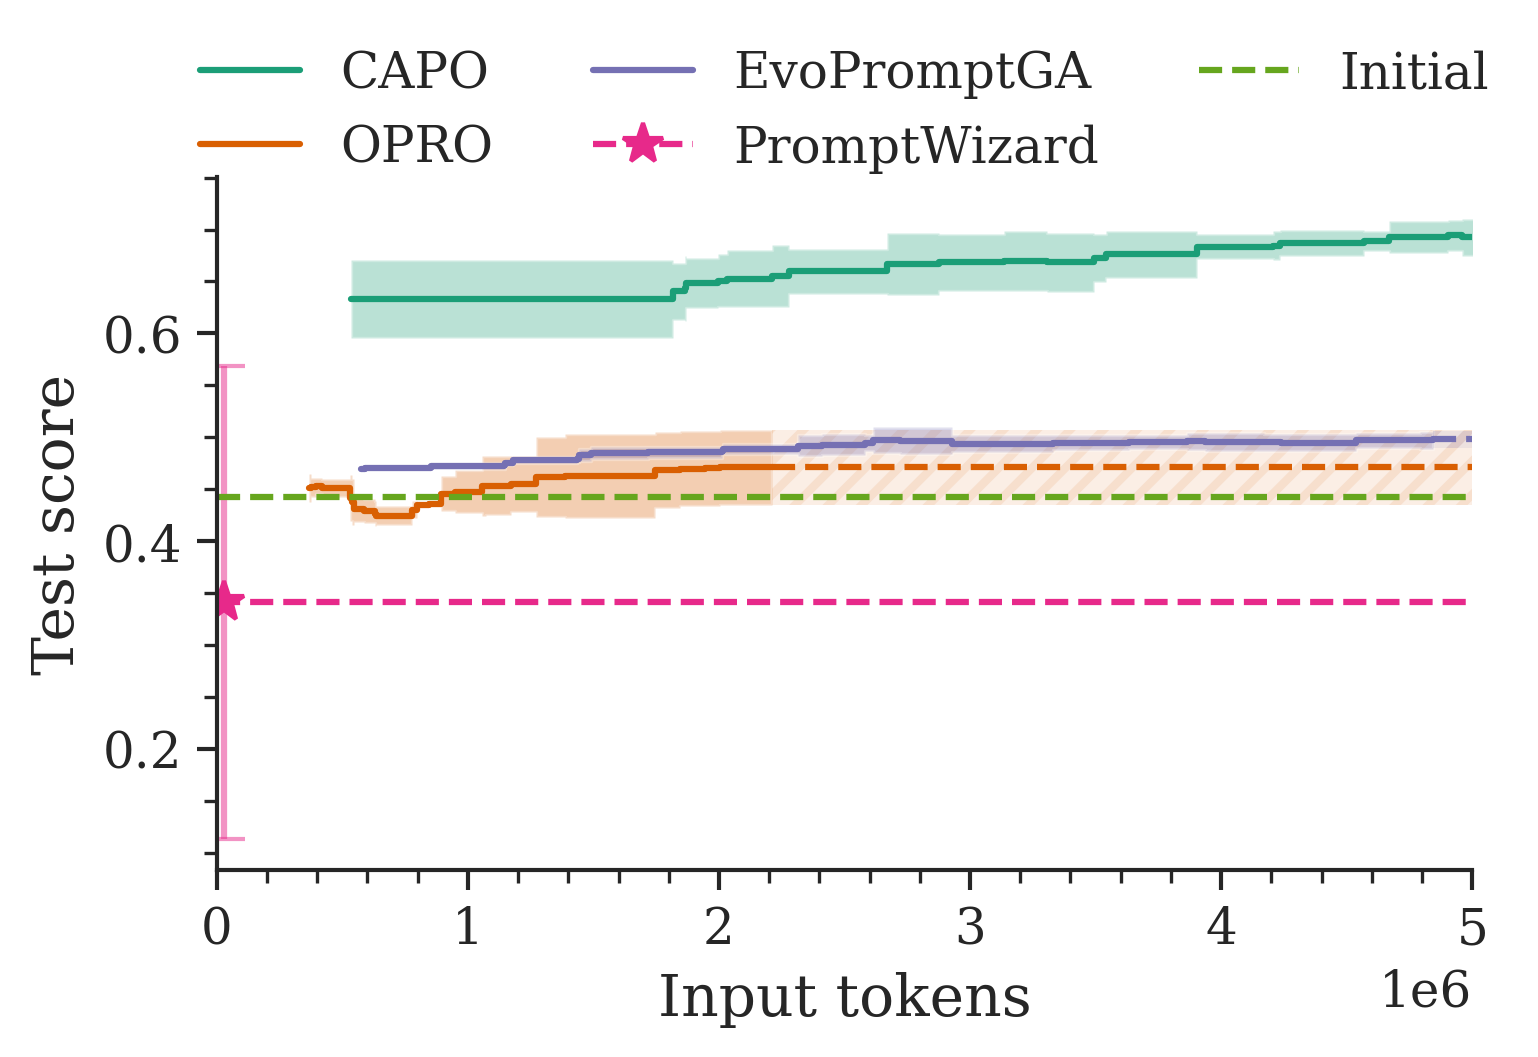 CAPO EvoPromptGA Initial
OPRO PromptWizard
0.6
0.4
0.2
Test score
0 1 2 3 4 5
1e6
Input tokens